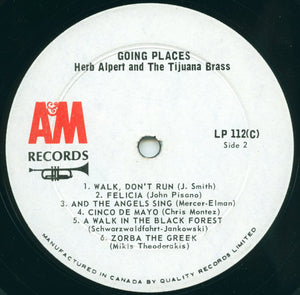 GOING PLACES
Herb Alpert and The Tijuana Brass
A&M
RECORDS
LP 112(C)
Side 2
1. WALK, DON'T RUN (J. Smith)
2. FELICIA (John Pisano)
3. AND THE ANGELS SING (Mercer-Elman)
4. CINCO DE MAYO (Chris Montez)
5. A WALK IN THE BLACK FOREST
(Schwarzwaldfahrt-Jankowski)
6. ZORBA THE GREEK
(Mikis Theodorakis)
MANUFACTURED IN CANADA BY QUALITY RECORDS LIMITED